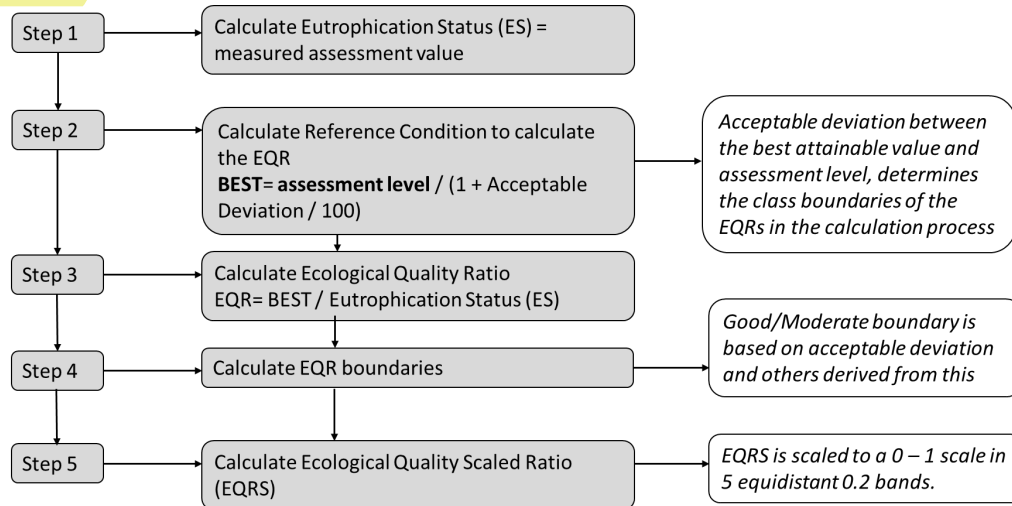 Step 1
Calculate Eutrophication Status (ES) =
measured assessment value
Step 2
Calculate Reference Condition to calculate
the EQR
BEST= assessment level / (1 + Acceptable
Deviation / 100)
Acceptable deviation between
the best attainable value and
assessment level, determines
the class boundaries of the
EQRs in the calculation process
Step 3
Calculate Ecological Quality Ratio
EQR= BEST / Eutrophication Status (ES)
Step 4
Calculate EQR boundaries
Good/Moderate boundary is
based on acceptable deviation
and others derived from this
Step 5
Calculate Ecological Quality Scaled Ratio
(EQRS)
EQRS is scaled to a 0 – 1 scale in
5 equidistant 0.2 bands.